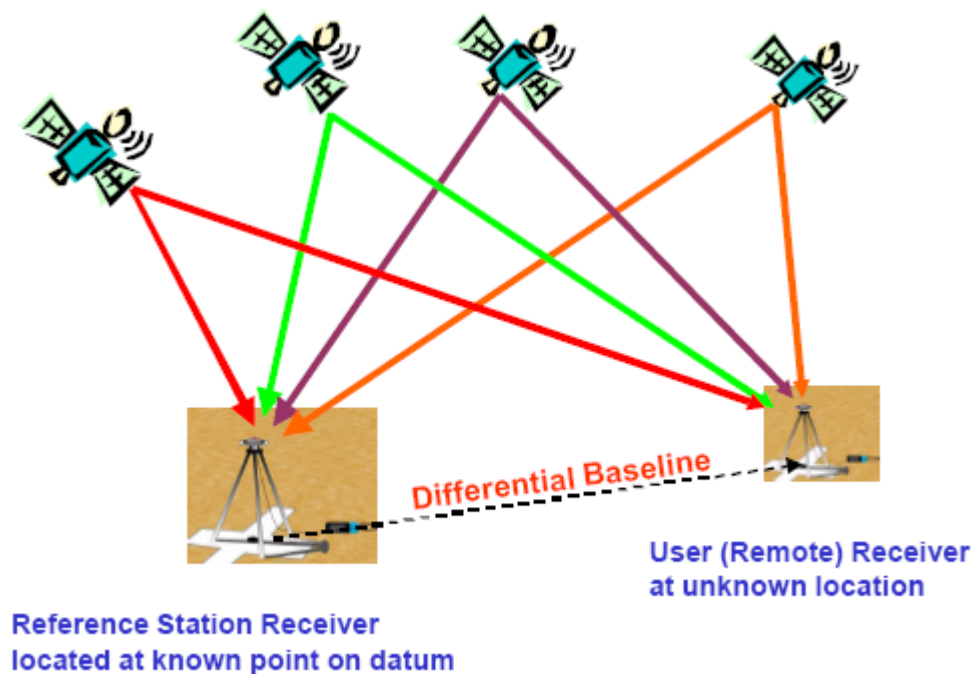 Differential Baseline
User (Remote) Receiver
at unknown location
Reference Station Receiver
located at known point on datum